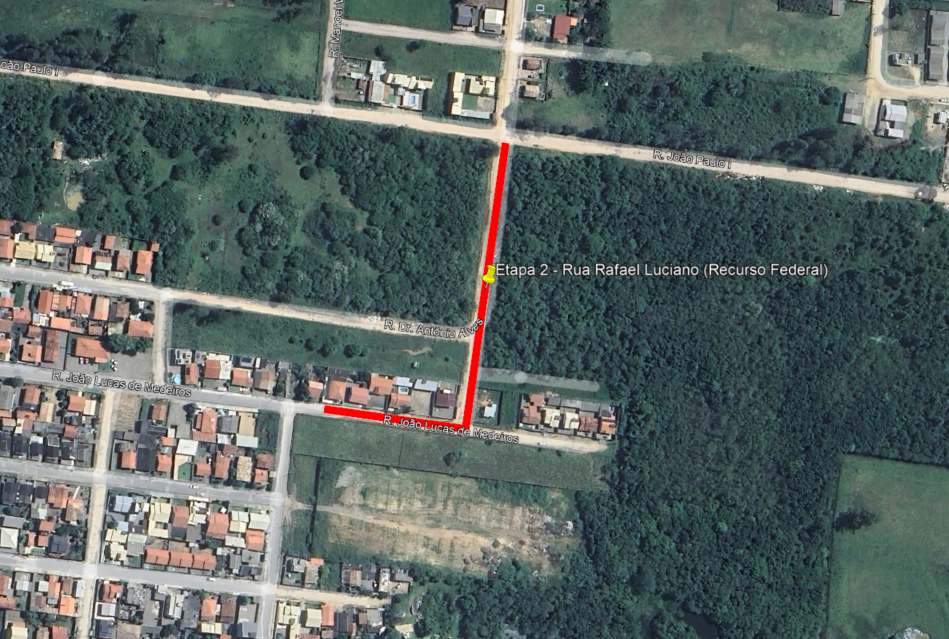 R. Manoel V
cão Paulo I
R. João Paulo I
Etapa 2 - Rua Rafael Luciano (Recurso Federal)
R. Dr. Antônio Alves
R. João Lucas de Medeiros
R. João Lucas de Medeiros